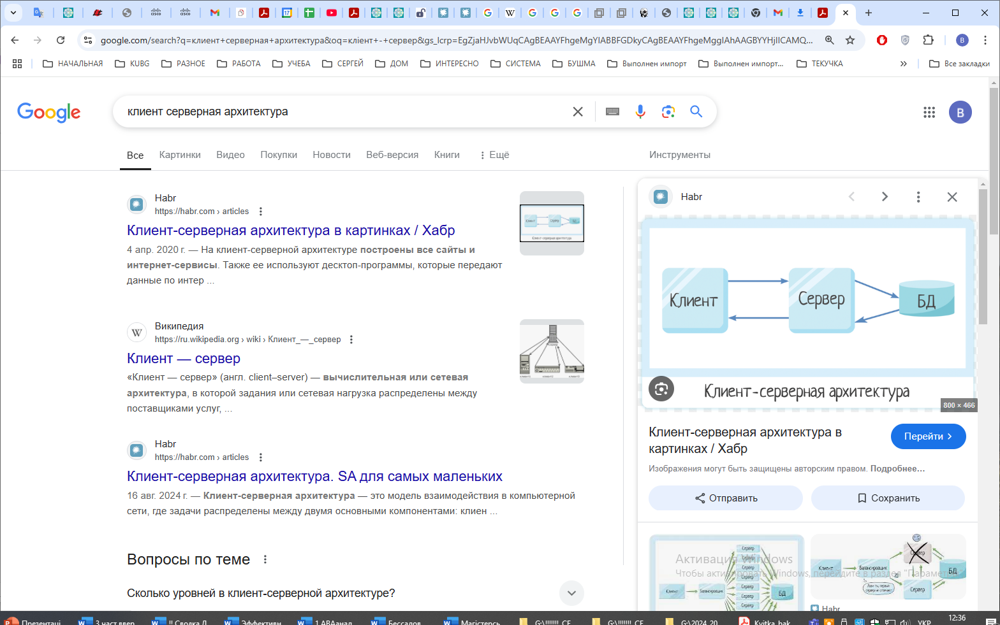 google.com/search?q=клиент+серверная+архитектура&oq=клієнт+-+сервер&gs_lcrp=EgZjaHJvbWUqCAgBEAAYFhgeMgYIABBFGDkyCAgBEAAYFhgeMggIAhAAGBYYHjIICAMQ...
НАЧАЛЬНАЯ KUBG РАЗНОЕ РАБОТА УЧЕБА СЕРГЕЙ ДОМ ИНТЕРЕСНО СИСТЕМА БУШМА Выполнен импорт Выполнен импорт... ТЕКУЧКА » Все закладки
Google
клиент серверная архитектура
B
Все Картинки Видео Покупки Новости Веб-версия Книги Ещё Инструменты
Habr
https://habr.com › articles
Клиент-серверная архитектура в картинках / Хабр
4 апр. 2020 г. — На клиент-серверной архитектуре построены все сайты и
интернет-сервисы. Также ее используют десктоп-программы, которые передают
данные по интер ...
Википедия
https://ru.wikipedia.org › wiki › Клиент_—_сервер
Клиент — сервер
«Клиент — сервер» (англ. client–server) — вычислительная или сетевая
архитектура, в которой задания или сетевая нагрузка распределены между
поставщиками услуг, ...
Habr
https://habr.com › articles
Клиент-серверная архитектура. SA для самых маленьких
16 авг. 2024 г. — Клиент-серверная архитектура — это модель взаимодействия в компьютерной
сети, где задачи распределены между двумя основными компонентами: клиен ...
Вопросы по теме
Сколько уровней в клиент-серверной архитектуре?
Habr
Клиент
Сервер
БД
Клиент-серверная архитектура
800 × 466
Клиент-серверная архитектура в
картинках / Хабр
Перейти
Изображения могут быть защищены авторским правом. Подробнее...
Отправить
Сохранить
Клиент
Балансировщик
Сервер
Сервер
Сервер
Сервер
Сервер
Сервер
Сервер
БД
Клиент
Балансировщик
Сервер
Сервер
БД
Активация Windows
Чтобы активировать Windows, перейдите в раздел "Параметры
Habr
Презентаці 3 част ввер !! Сводка Д Эффективн 1 АВАанал Бессалов Магістерсь G:\!!!!!!!_СЕ G:\!!!!!!!_СЕ G:\2024_20 Kvitka_bak УКР 12:36